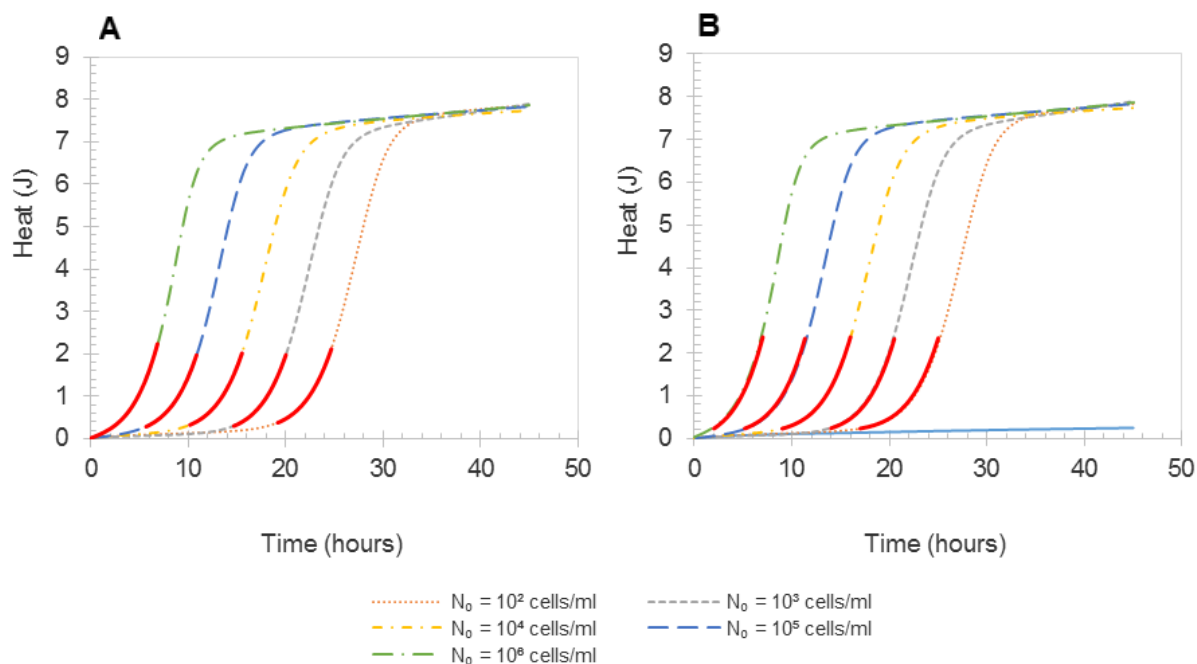 A
B
9
8
7
6
5
4
3
2
1
0
Heat (J)
0 10 20 30 40 50
Time (hours)
9
8
7
6
5
4
3
2
1
0
Heat (J)
0 10 20 30 40 50
Time (hours)
N₀ = 10² cells/ml
N₀ = 10³ cells/ml
N₀ = 10⁴ cells/ml
N₀ = 10⁵ cells/ml
N₀ = 10⁶ cells/ml